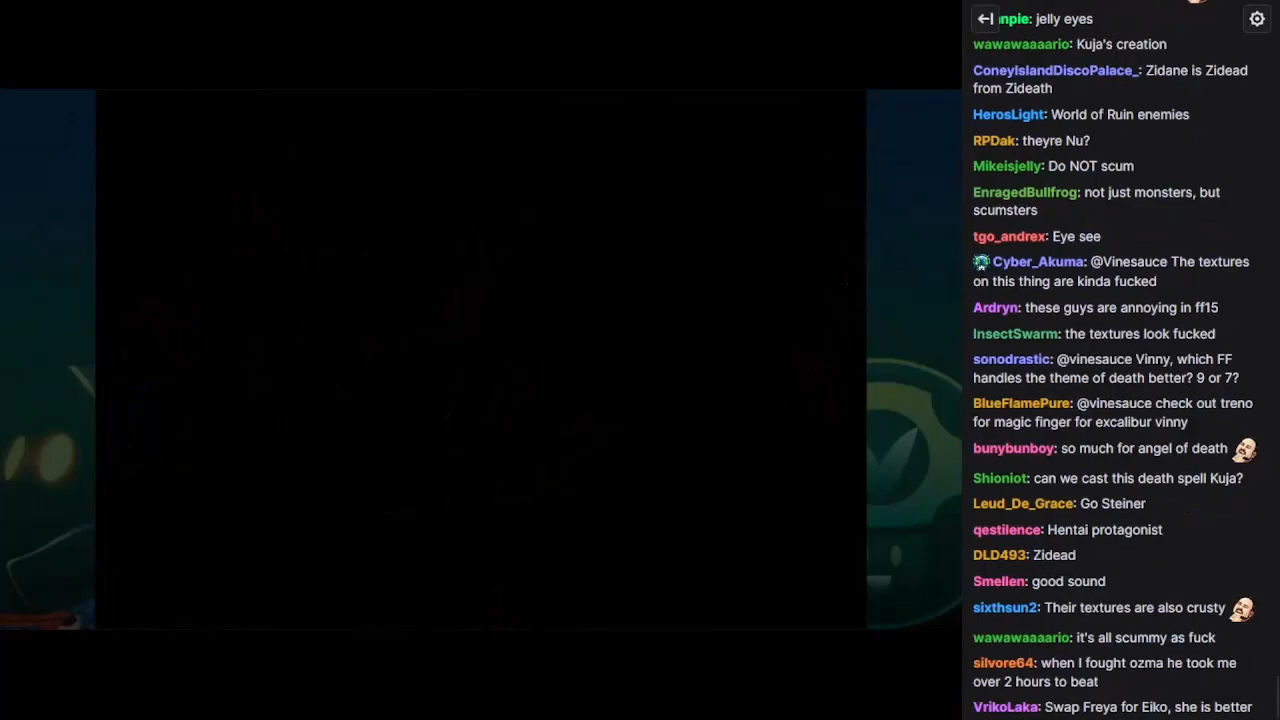 npie: jelly eyes
wawawaaaario: Kuja's creation
ConeyIslandDiscoPalace_: Zidane is Zidead
from Zideath
HerosLight: World of Ruin enemies
RPDak: theyre Nu?
Mikeisjelly: Do NOT scum
EnragedBullfrog: not just monsters, but
scumsters
tgo_andrex: Eye see
Cyber_Akuma: @Vinesauce The textures
on this thing are kinda fucked
Ardryn: these guys are annoying in ff15
InsectSwarm: the textures look fucked
sonodrastic: @vinesauce Vinny, which FF
handles the theme of death better? 9 or 7?
BlueFlamePure: @vinesauce check out treno
for magic finger for excalibur vinny
bunybunboy: so much for angel of death
Shioniot: can we cast this death spell Kuja?
Leud_De_Grace: Go Steiner
qestilence: Hentai protagonist
DLD493: Zidead
Smellen: good sound
sixthsun2: Their textures are also crusty
wawawaaaario: it's all scummy as fuck
silvore64: when I fought ozma he took me
over 2 hours to beat
VrikoLaka: Swap Freya for Eiko, she is better